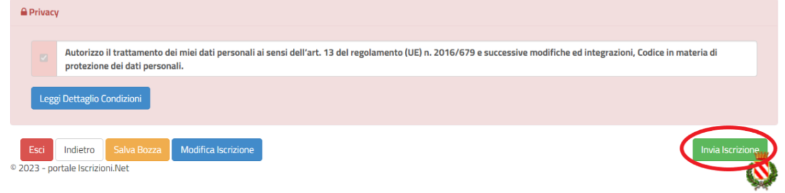 Privacy
Autorizzo il trattamento dei miei dati personali ai sensi dell'art. 13 del regolamento (UE) n. 2016/679 e successive modifiche ed integrazioni, Codice in materia di
protezione dei dati personali.
Leggi Dettaglio Condizioni
Esci Indietro Salva Bozza Modifica Iscrizione Invia Iscrizione
© 2023 - portale Iscrizioni.Net